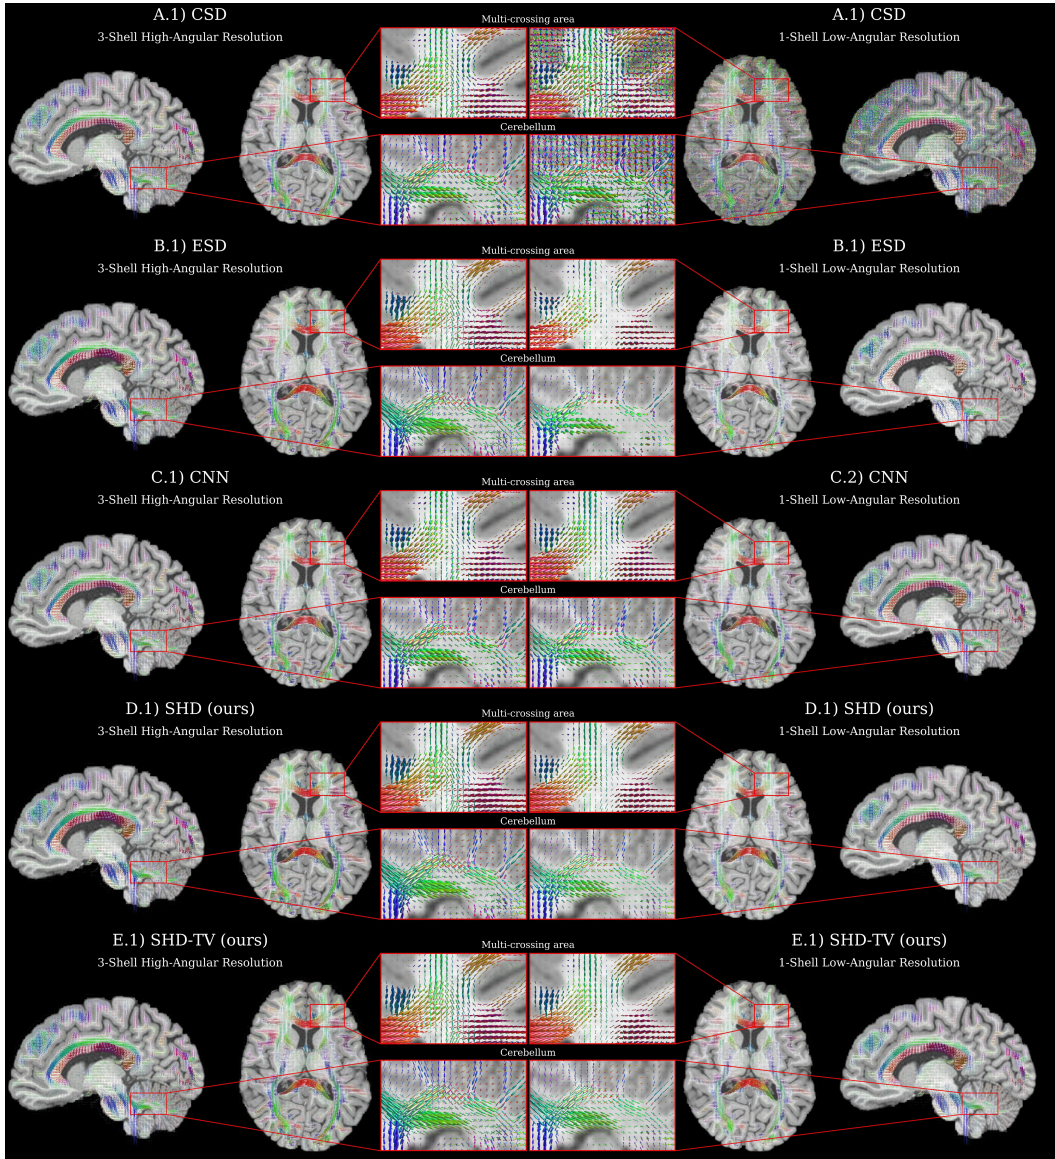 A.1) CSD
3-Shell High-Angular Resolution
Multi-crossing area
Cerebellum
A.1) CSD
1-Shell Low-Angular Resolution
B.1) ESD
3-Shell High-Angular Resolution
Multi-crossing area
Cerebellum
B.1) ESD
1-Shell Low-Angular Resolution
C.1) CNN
3-Shell High-Angular Resolution
Multi-crossing area
Cerebellum
C.2) CNN
1-Shell Low-Angular Resolution
D.1) SHD (ours)
3-Shell High-Angular Resolution
Multi-crossing area
Cerebellum
D.1) SHD (ours)
1-Shell Low-Angular Resolution
E.1) SHD-TV (ours)
3-Shell High-Angular Resolution
Multi-crossing area
Cerebellum
E.1) SHD-TV (ours)
1-Shell Low-Angular Resolution